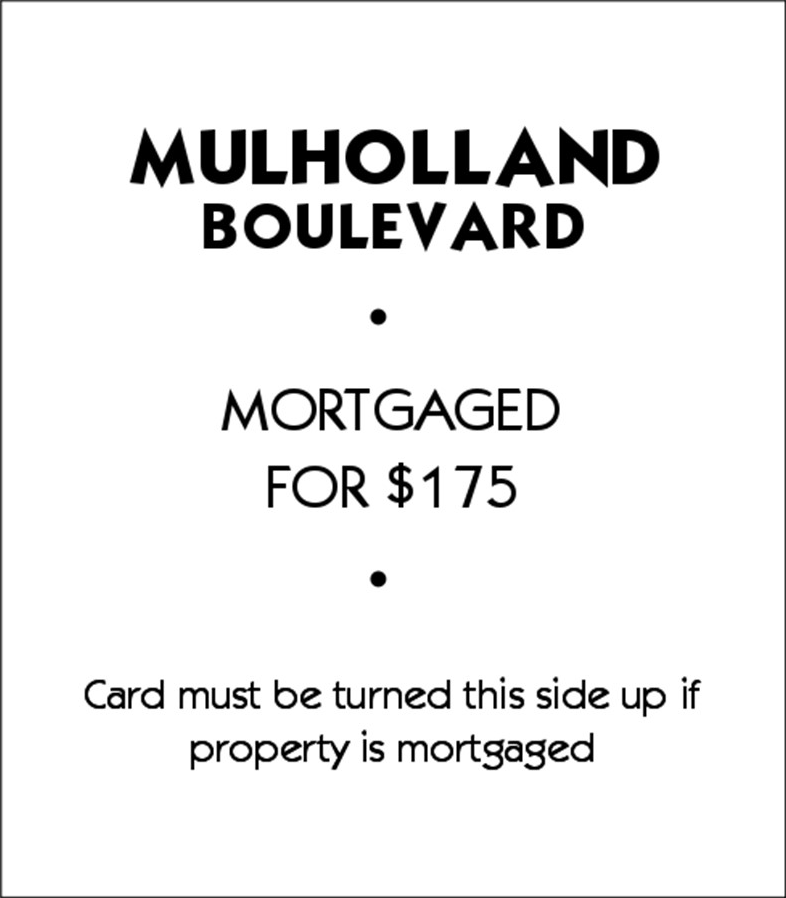 MULHOLLAND
BOULEVARD
•
MORTGAGED
FOR $175
•
Card must be turned this side up if
property is mortgaged